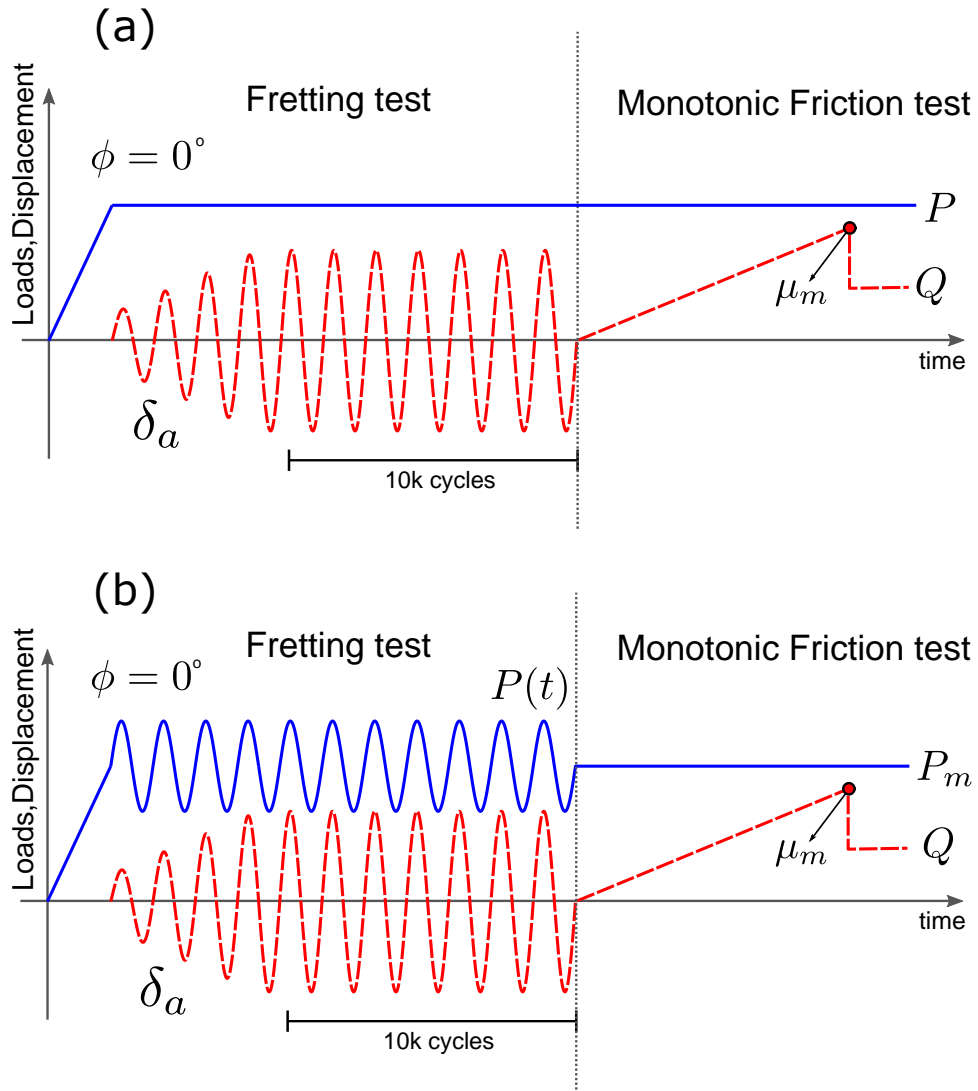 (a)
Fretting test
Monotonic Friction test
Loads,Displacement
ϕ = 0°
P
μₘ
Q
time
δₐ
10k cycles
(b)
Fretting test
Monotonic Friction test
Loads,Displacement
ϕ = 0°
P(t)
Pₘ
μₘ
Q
time
δₐ
10k cycles